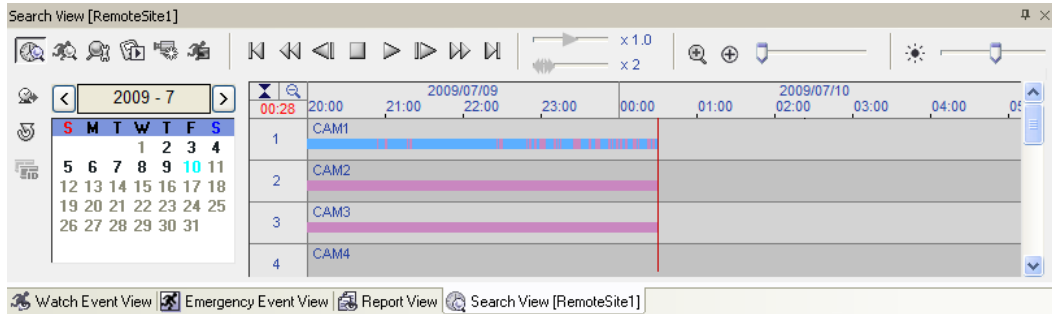 Search View [RemoteSite1]
x 1.0
x 2
2009 - 7
S M T W T F S
1 2 3 4
5 6 7 8 9 10 11
12 13 14 15 16 17 18
19 20 21 22 23 24 25
26 27 28 29 30 31
EID
2009/07/09 2009/07/10
00:28 20:00 21:00 22:00 23:00 00:00 01:00 02:00 03:00 04:00 05
1 CAM1
2 CAM2
3 CAM3
4 CAM4
Watch Event View Emergency Event View Report View Search View [RemoteSite1]